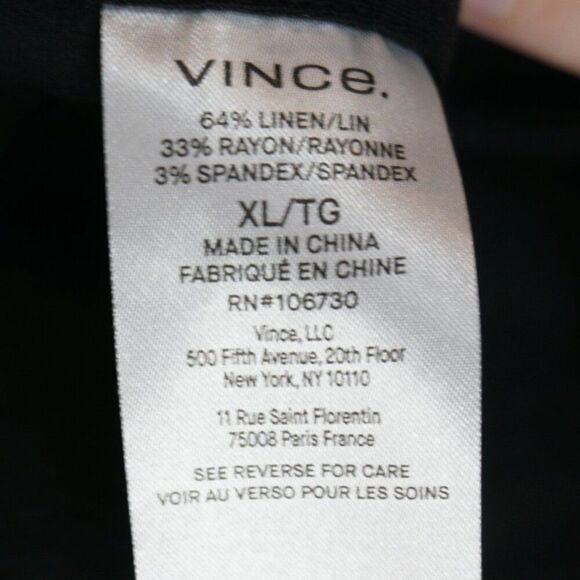 VINCe.
64% LINEN/LIN
33% RAYON/RAYONNE
3% SPANDEX/SPANDEX
XL/TG
MADE IN CHINA
FABRIQUÉ EN CHINE
RN#106730
Vince, LLC
500 Fifth Avenue, 20th Floor
New York, NY 10110
11 Rue Saint Florentin
75008 Paris France
SEE REVERSE FOR CARE
VOIR AU VERSO POUR LES SOINS